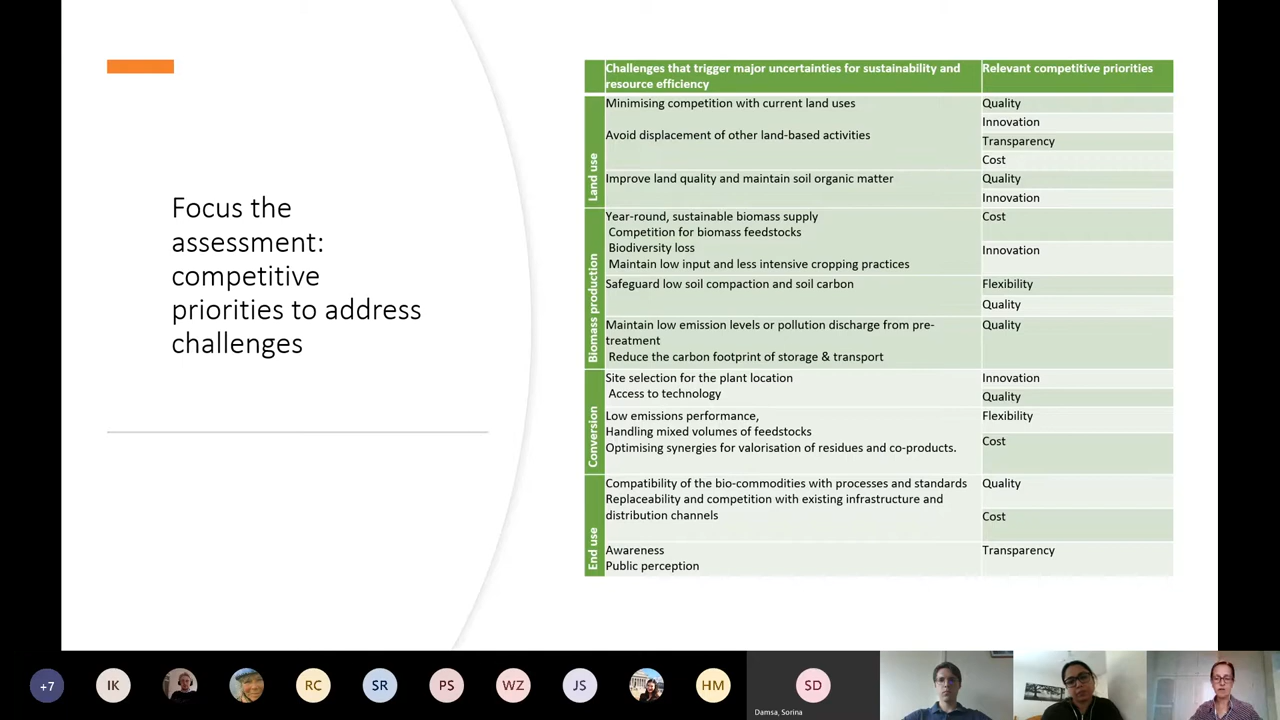 Focus the
assessment:
competitive
priorities to address
challenges
Challenges that trigger major uncertainties for sustainability and
resource efficiency
Relevant competitive priorities
Land use
Minimising competition with current land uses
Avoid displacement of other land-based activities
Quality
Innovation
Transparency
Cost
Improve land quality and maintain soil organic matter
Quality
Innovation
Biomass production
Year-round, sustainable biomass supply
Competition for biomass feedstocks
Biodiversity loss
Maintain low input and less intensive cropping practices
Cost
Innovation
Safeguard low soil compaction and soil carbon
Flexibility
Quality
Maintain low emission levels or pollution discharge from pre-
treatment
Reduce the carbon footprint of storage & transport
Quality
Conversion
Site selection for the plant location
Access to technology
Innovation
Quality
Low emissions performance,
Handling mixed volumes of feedstocks
Optimising synergies for valorisation of residues and co-products.
Flexibility
Cost
End use
Compatibility of the bio-commodities with processes and standards
Replaceability and competition with existing infrastructure and
distribution channels
Quality
Cost
Awareness
Public perception
Transparency
+7
IK
RC
SR
PS
WZ
JS
HM
SD
Damsa, Sorina